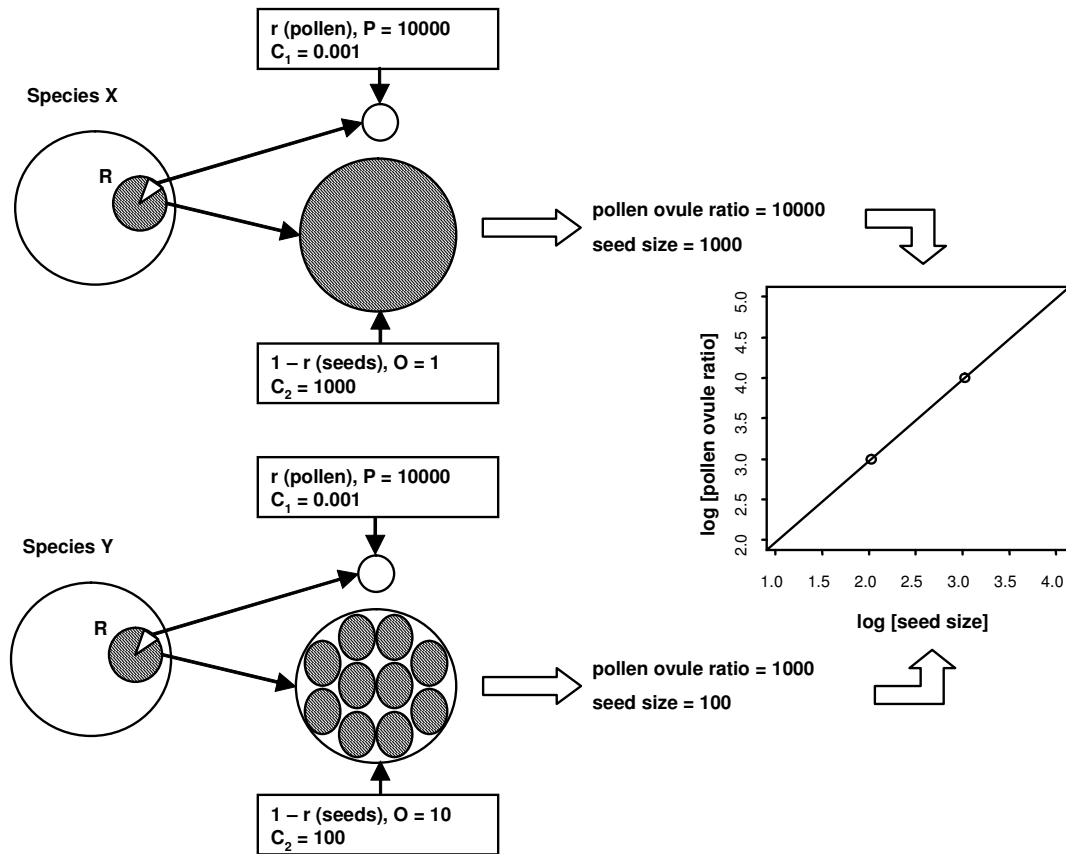 r (pollen), P = 10000
C₁ = 0.001
Species X
R
pollen ovule ratio = 10000
seed size = 1000
1 – r (seeds), O = 1
C₂ = 1000
log [pollen ovule ratio]
5.0
4.5
4.0
3.5
3.0
2.5
2.0
1.0 1.5 2.0 2.5 3.0 3.5 4.0
log [seed size]
r (pollen), P = 10000
C₁ = 0.001
Species Y
R
pollen ovule ratio = 1000
seed size = 100
1 – r (seeds), O = 10
C₂ = 100